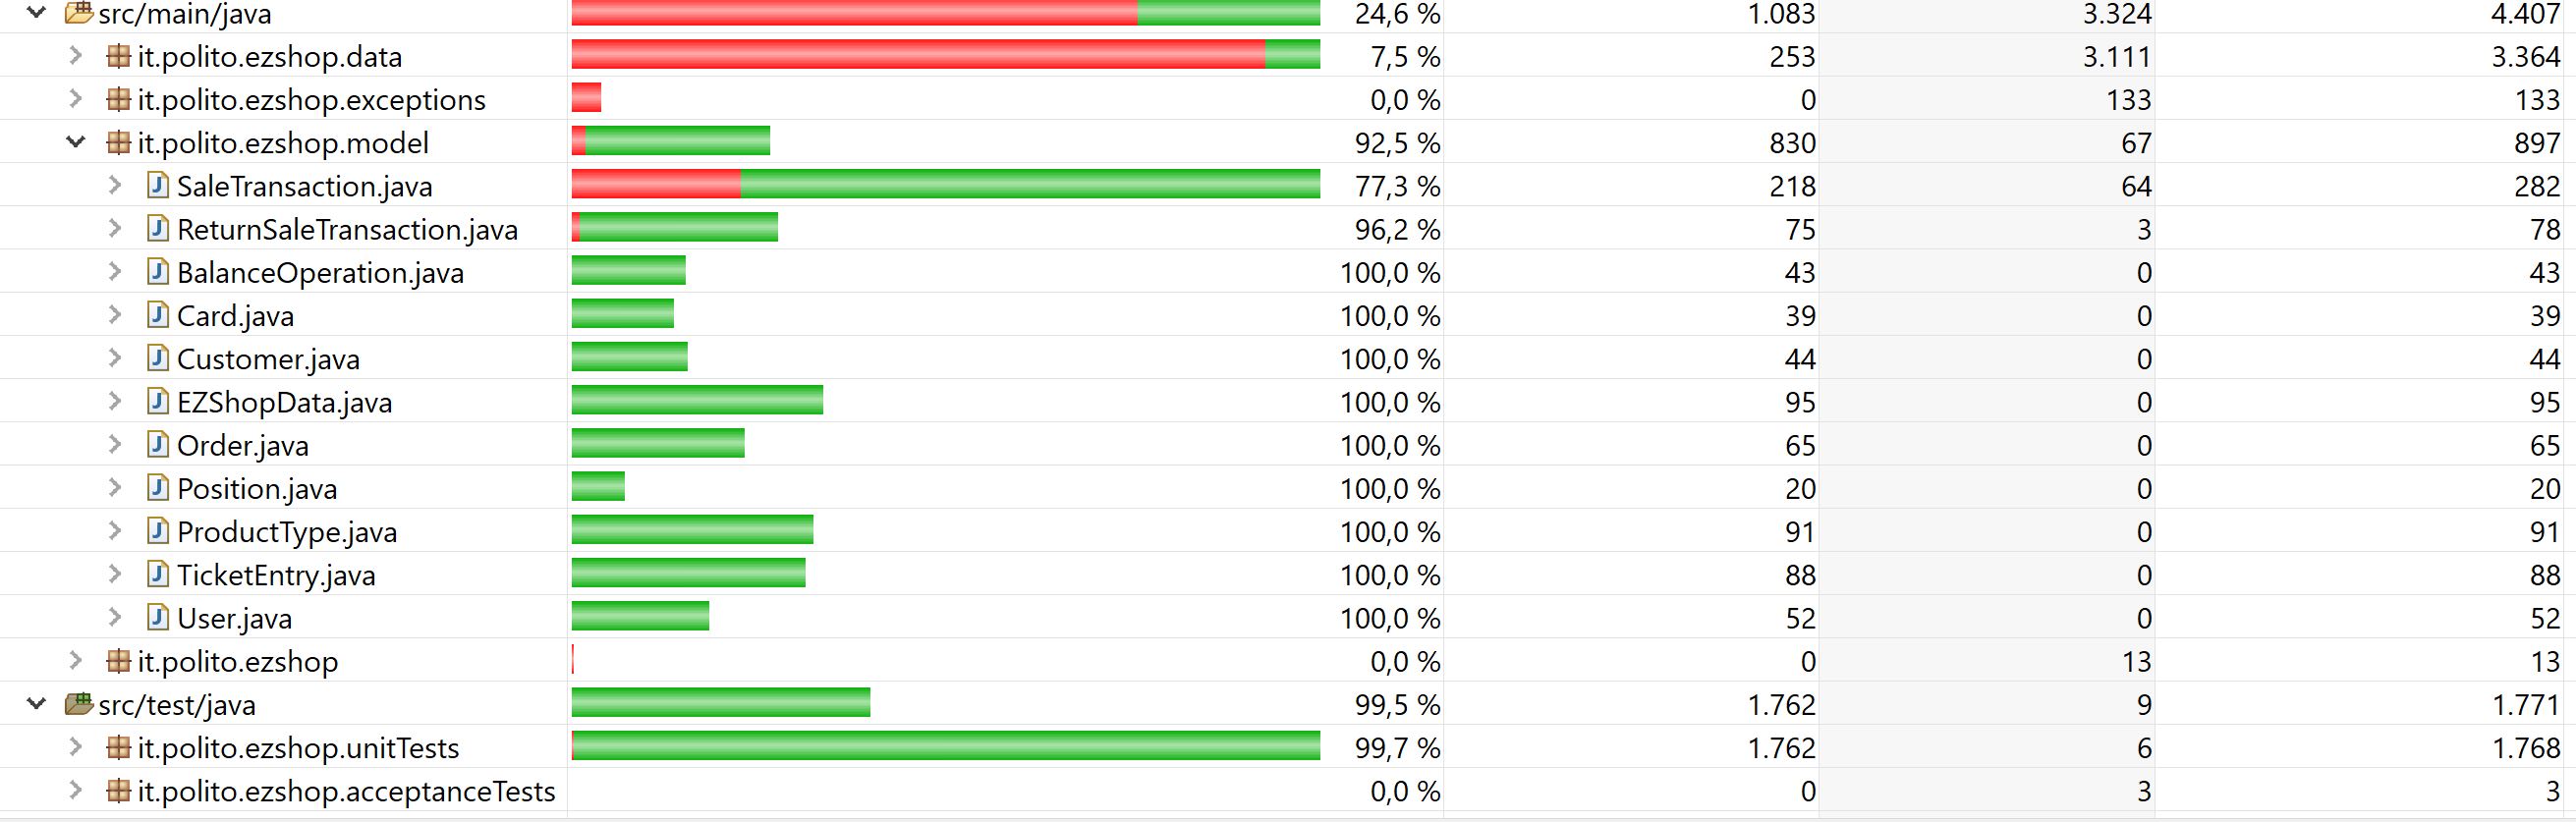 src/main/java 24,6 % 1.083 3.324 4.407
it.polito.ezshop.data 7,5 % 253 3.111 3.364
it.polito.ezshop.exceptions 0,0 % 0 133 133
it.polito.ezshop.model 92,5 % 830 67 897
SaleTransaction.java 77,3 % 218 64 282
ReturnSaleTransaction.java 96,2 % 75 3 78
BalanceOperation.java 100,0 % 43 0 43
Card.java 100,0 % 39 0 39
Customer.java 100,0 % 44 0 44
EZShopData.java 100,0 % 95 0 95
Order.java 100,0 % 65 0 65
Position.java 100,0 % 20 0 20
ProductType.java 100,0 % 91 0 91
TicketEntry.java 100,0 % 88 0 88
User.java 100,0 % 52 0 52
it.polito.ezshop 0,0 % 0 13 13
src/test/java 99,5 % 1.762 9 1.771
it.polito.ezshop.unitTests 99,7 % 1.762 6 1.768
it.polito.ezshop.acceptanceTests 0,0 % 0 3 3